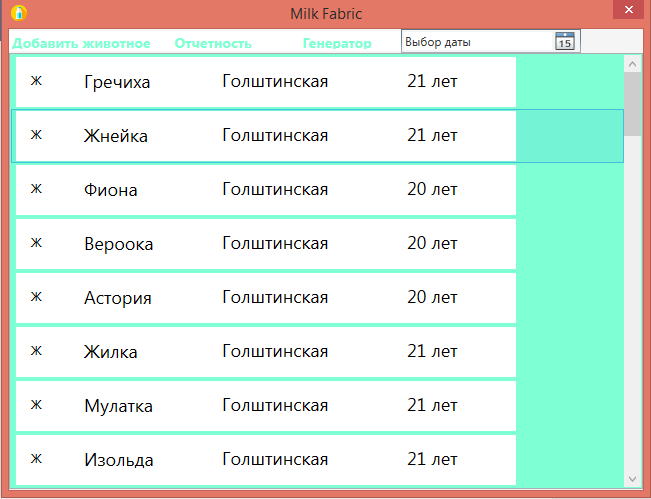 Milk Fabric
Добавить животное Отчетность Генератор Выбор даты 15
Ж Гречиха Голштинская 21 лет
Ж Жнейка Голштинская 21 лет
Ж Фиона Голштинская 20 лет
Ж Вероока Голштинская 20 лет
Ж Астория Голштинская 20 лет
Ж Жилка Голштинская 21 лет
Ж Мулатка Голштинская 21 лет
Ж Изольда Голштинская 21 лет